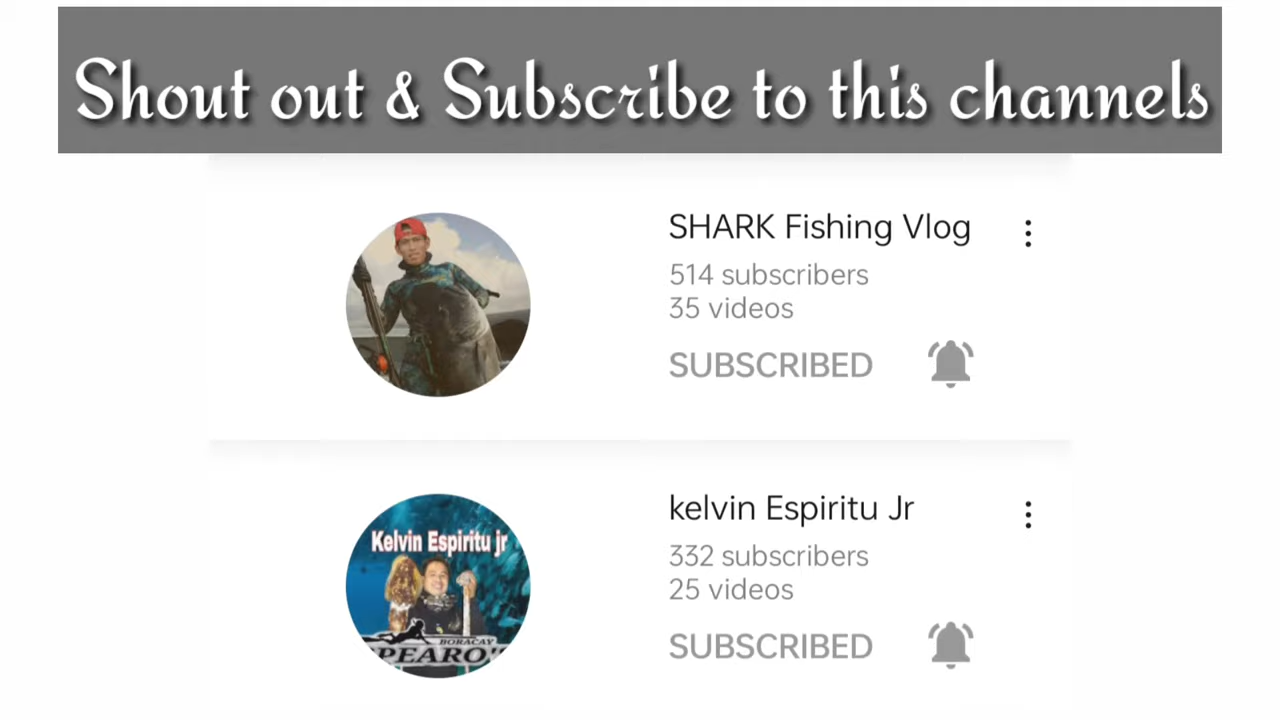 Shout out & Subscribe to this channels
SHARK Fishing Vlog
514 subscribers
35 videos
SUBSCRIBED
kelvin Espiritu Jr
332 subscribers
25 videos
SUBSCRIBED
Kelvin Espiritu jr
BORACAY
PEARO'